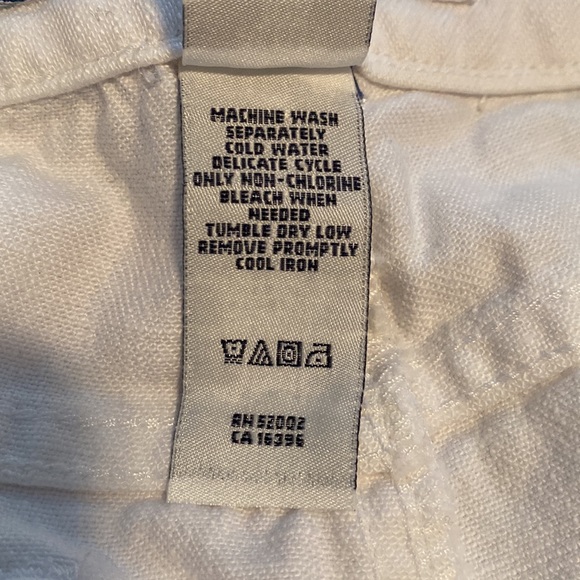 MACHINE WASH
SEPARATELY
COLD WATER
DELICATE CYCLE
ONLY NON-CHLORINE
BLEACH WHEN
NEEDED
TUMBLE DRY LOW
REMOVE PROMPTLY
COOL IRON
RN 52002
CA 16396